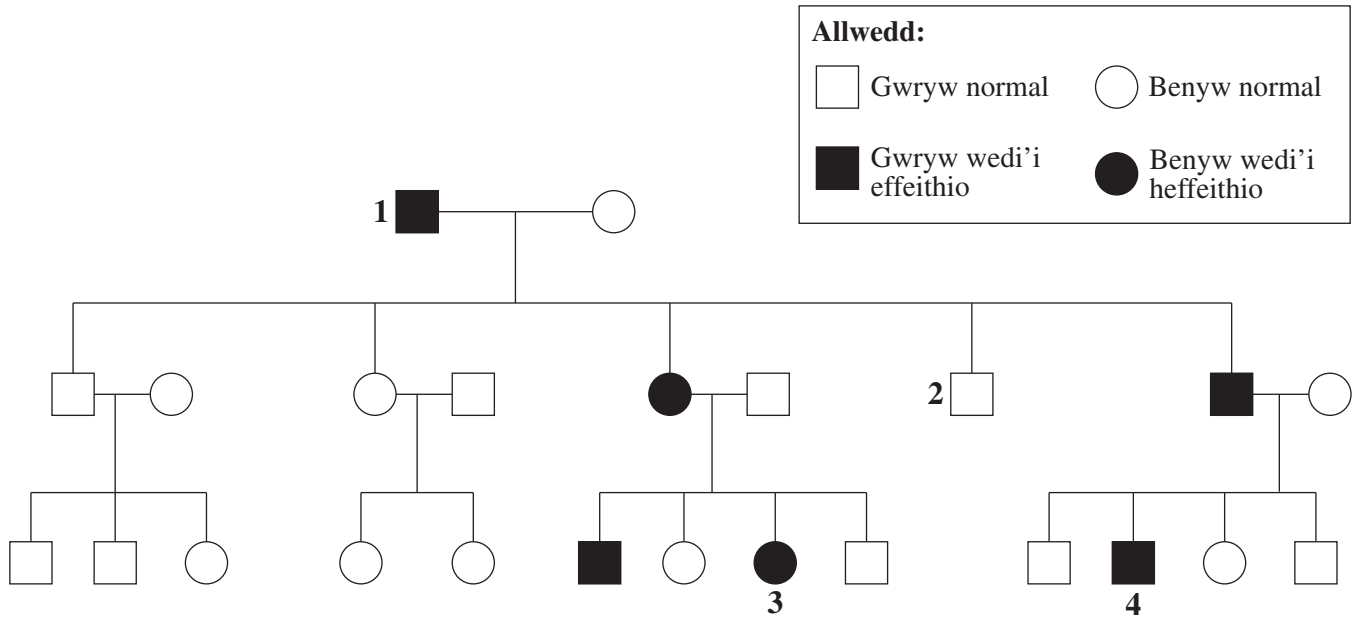 Allwedd:
Gwryw normal
Benyw normal
Gwryw wedi’i
effeithio
Benyw wedi’i
heffeithio
1
2
3
4